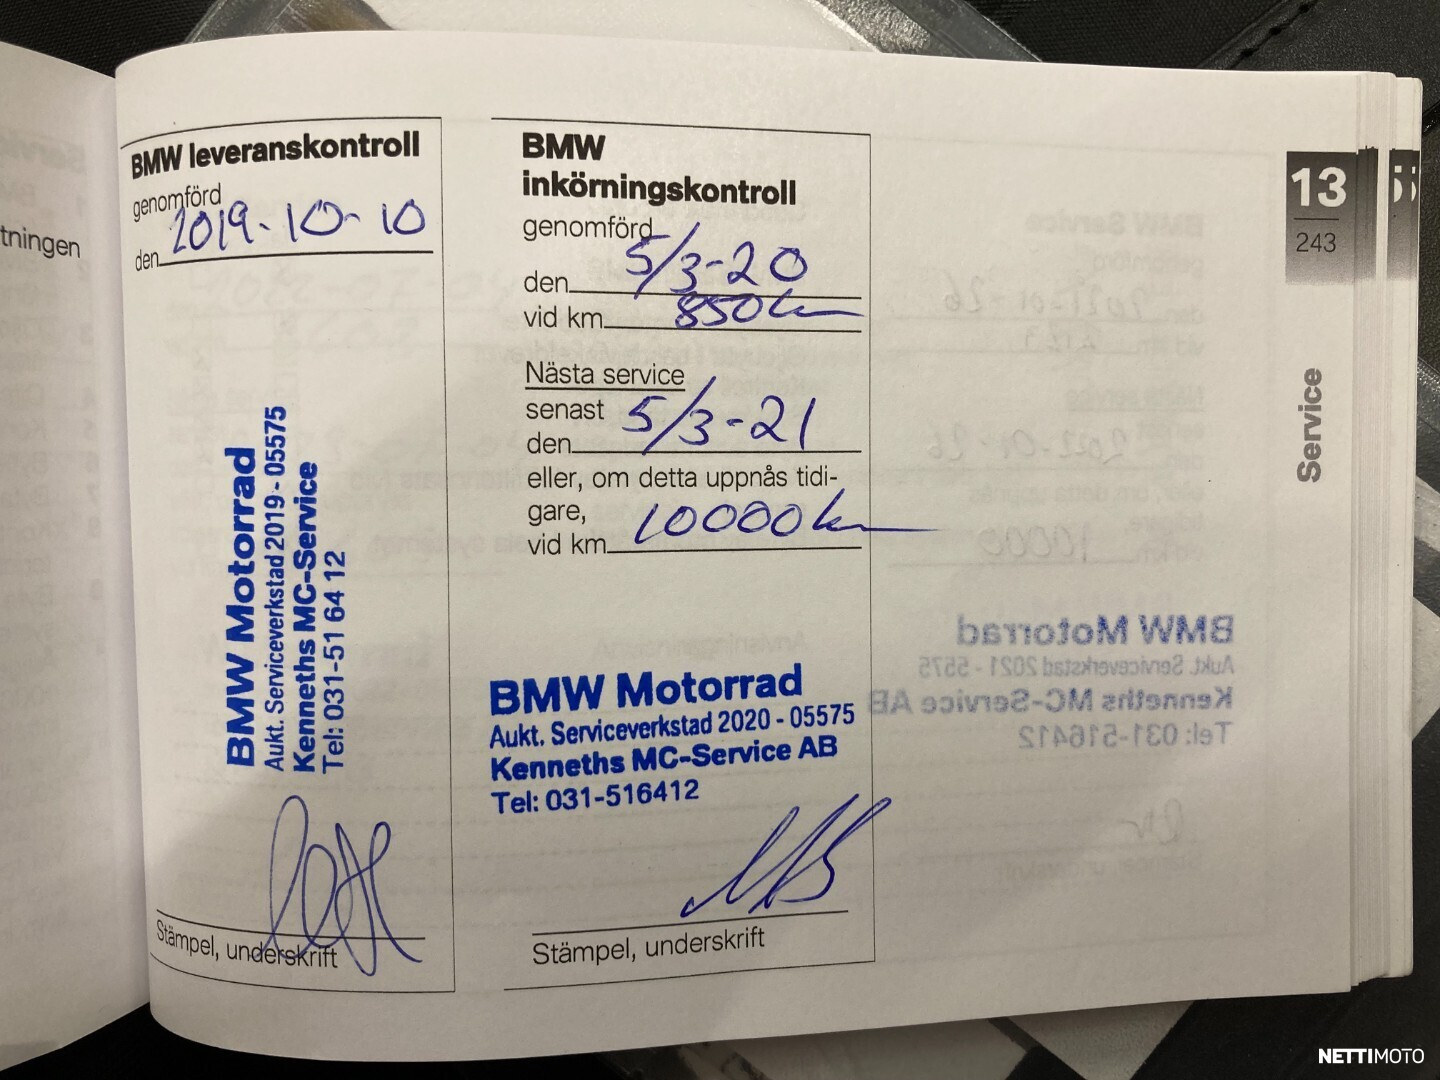 tningen
BMW leveranskontroll
genomförd
den 2019-10-10
BMW Motorrad
Aukt. Serviceverkstad 2019 - 05575
Kenneths MC-Service
Tel: 031-51 64 12
Stämpel, underskrift
BMW
inkörningskontroll
genomförd
den 5/3-20
vid km 850km
Nästa service
senast
den 5/3-21
eller, om detta uppnås tidi-
gare,
vid km 10000km
BMW Motorrad
Aukt. Serviceverkstad 2020 - 05575
Kenneths MC-Service AB
Tel: 031-516412
Stämpel, underskrift
13
243
Service
BMW Motorrad
Aukt. Serviceverkstad 2021 - 5575
Kenneths MC-Service AB
Tel: 031-516412
NETTIMOTO